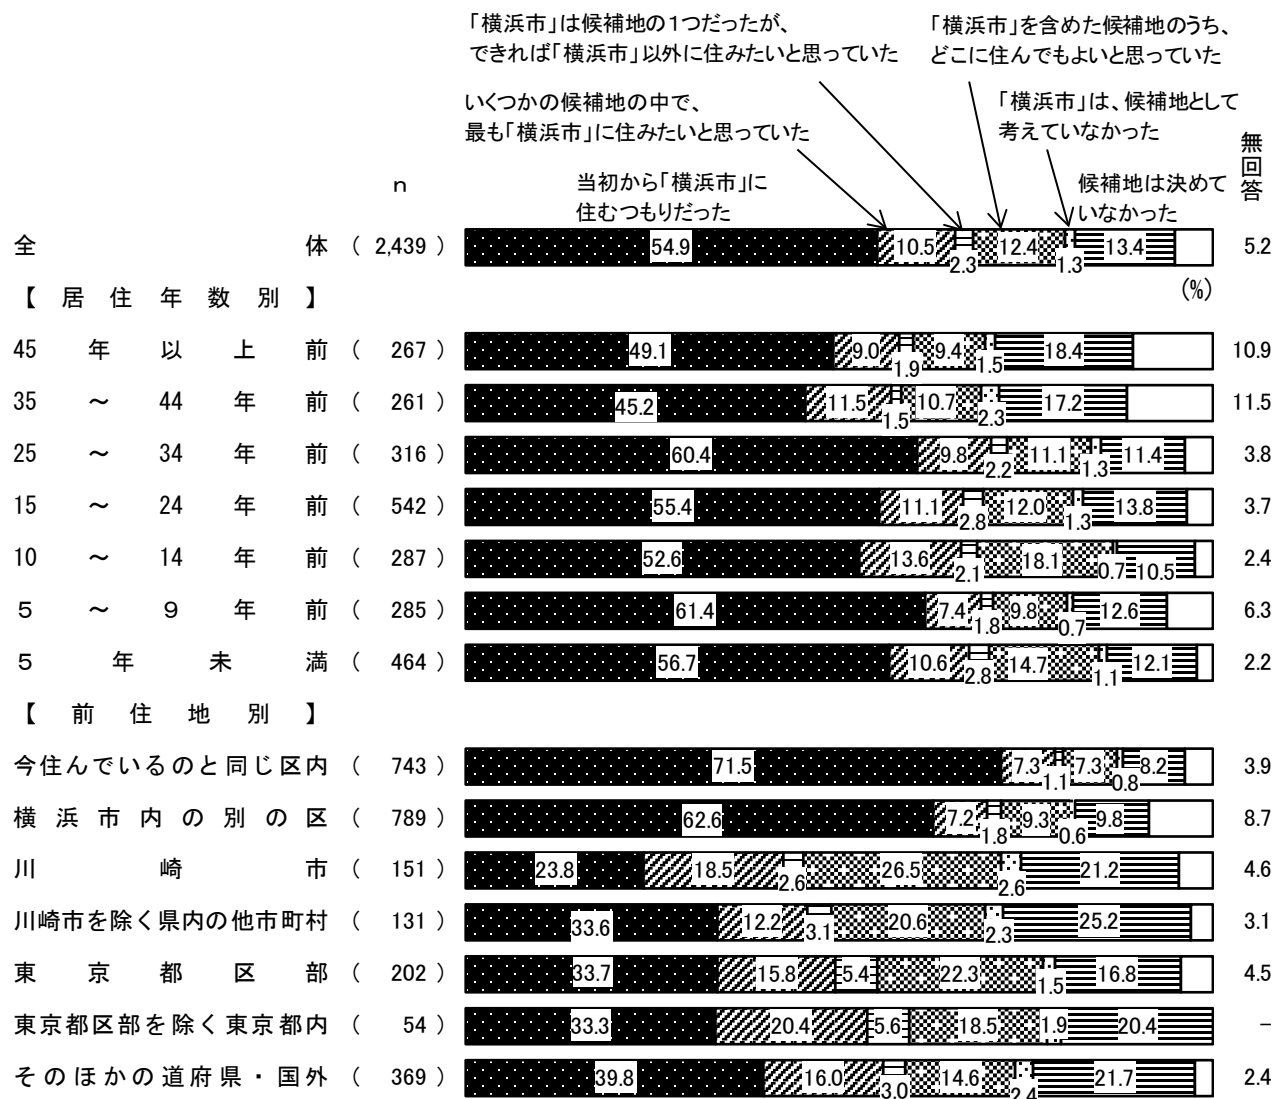 「横浜市」は候補地の1つだったが、
できれば「横浜市」以外に住みたいと思っていた
「横浜市」を含めた候補地のうち、
どこに住んでもよいと思っていた
いくつかの候補地の中で、
最も「横浜市」に住みたいと思っていた
「横浜市」は、候補地として
考えていなかった
無回答
n
当初から「横浜市」に
住むつもりだった
候補地は決めて
いなかった
全体 ( 2,439 ) 54.9 10.5 2.3 12.4 1.3 13.4 5.2
(%)
【居住年数別】
45年以上前 ( 267 ) 49.1 9.0 1.9 9.4 1.5 18.4 10.9
35～44年前 ( 261 ) 45.2 11.5 1.5 10.7 2.3 17.2 11.5
25～34年前 ( 316 ) 60.4 9.8 2.2 11.1 1.3 11.4 3.8
15～24年前 ( 542 ) 55.4 11.1 2.8 12.0 1.3 13.8 3.7
10～14年前 ( 287 ) 52.6 13.6 2.1 18.1 0.7 10.5 2.4
5～9年前 ( 285 ) 61.4 7.4 1.8 9.8 0.7 12.6 6.3
5年未満 ( 464 ) 56.7 10.6 2.8 14.7 1.1 12.1 2.2
【前住地別】
今住んでいるのと同じ区内 ( 743 ) 71.5 7.3 1.1 7.3 0.8 8.2 3.9
横浜市内の別の区 ( 789 ) 62.6 7.2 1.8 9.3 0.6 9.8 8.7
川崎市 ( 151 ) 23.8 18.5 2.6 26.5 2.6 21.2 4.6
川崎市を除く県内の他市町村 ( 131 ) 33.6 12.2 3.1 20.6 2.3 25.2 3.1
東京都区部 ( 202 ) 33.7 15.8 5.4 22.3 1.5 16.8 4.5
東京都区部を除く東京都内 ( 54 ) 33.3 20.4 5.6 18.5 1.9 20.4 －
そのほかの道府県・国外 ( 369 ) 39.8 16.0 3.0 14.6 2.4 21.7 2.4